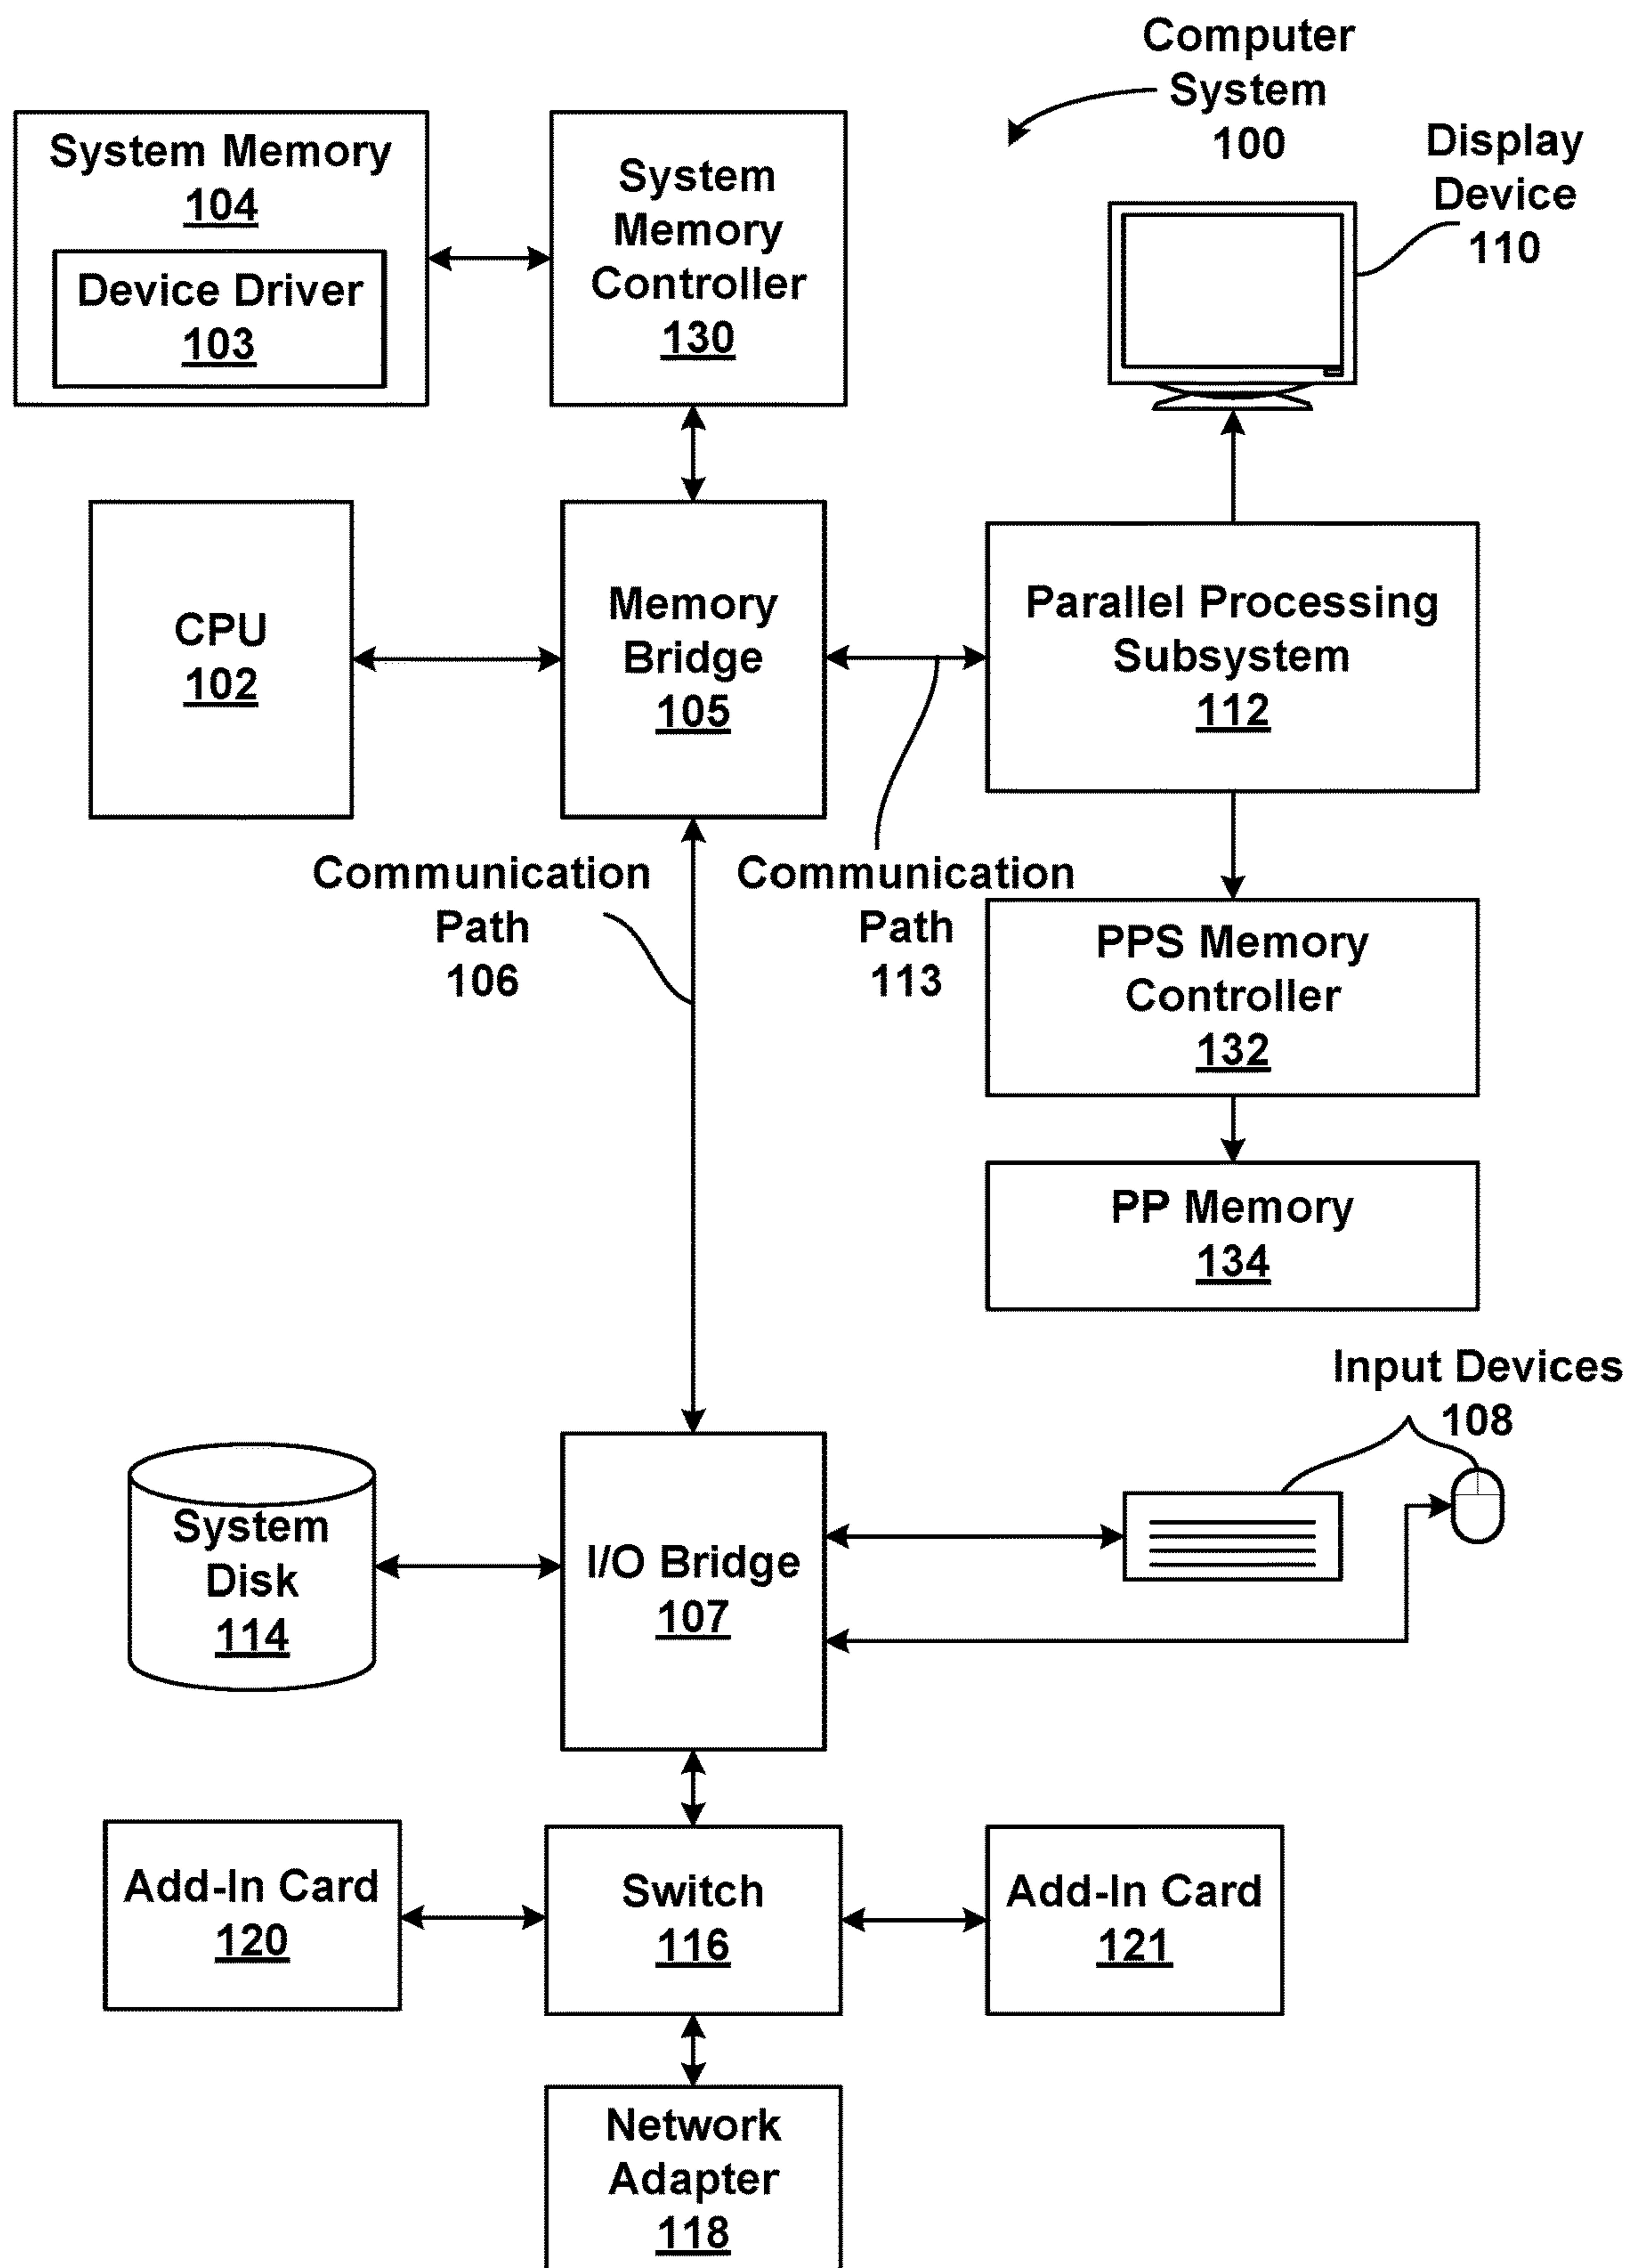 Computer
System
100
Display
Device
110
System Memory
104
Device Driver
103
System
Memory
Controller
130
CPU
102
Memory
Bridge
105
Parallel Processing
Subsystem
112
Communication
Path
106
Communication
Path
113
PPS Memory
Controller
132
PP Memory
134
Input Devices
108
System
Disk
114
I/O Bridge
107
Add-In Card
120
Switch
116
Add-In Card
121
Network
Adapter
118